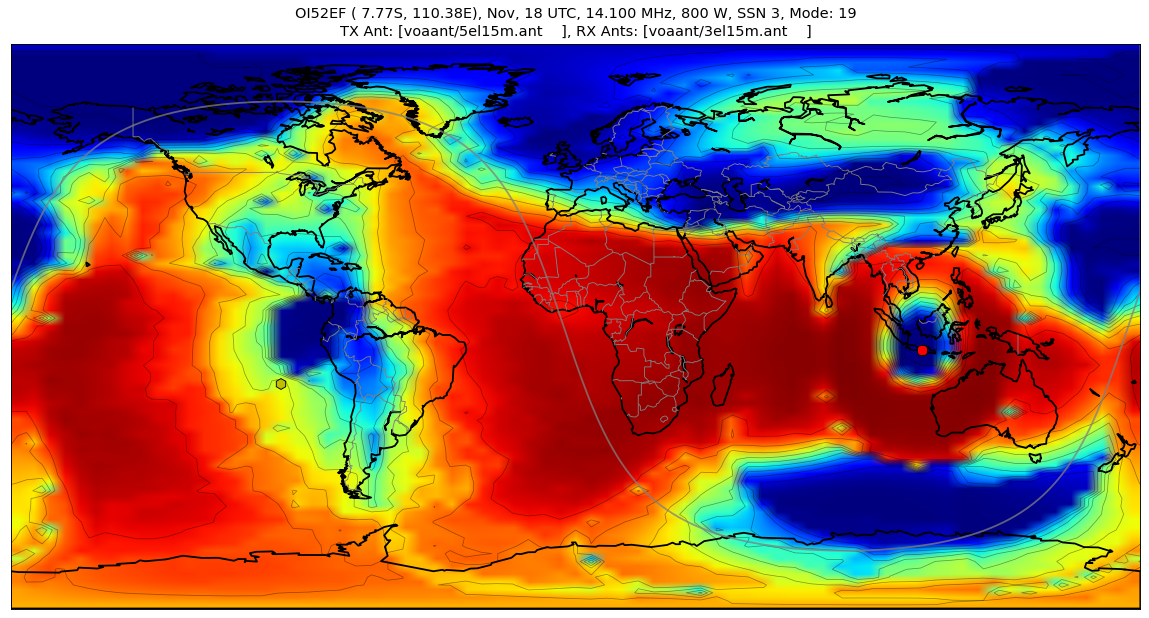 OI52EF ( 7.77S, 110.38E), Nov, 18 UTC, 14.100 MHz, 800 W, SSN 3, Mode: 19
TX Ant: [voaant/5el15m.ant    ], RX Ants: [voaant/3el15m.ant    ]